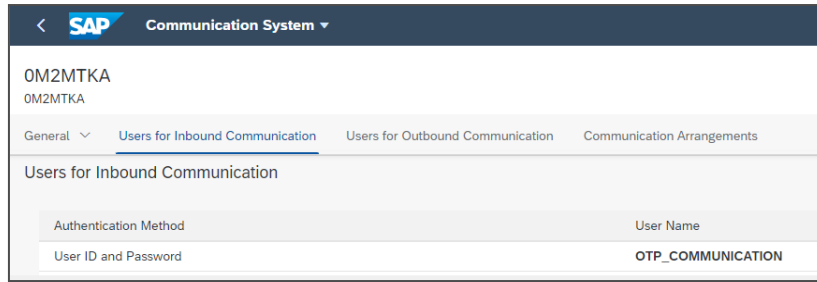 SAP Communication System
0M2MTKA
0M2MTKA
General Users for Inbound Communication Users for Outbound Communication Communication Arrangements
Users for Inbound Communication
Authentication Method User Name
User ID and Password OTP_COMMUNICATION